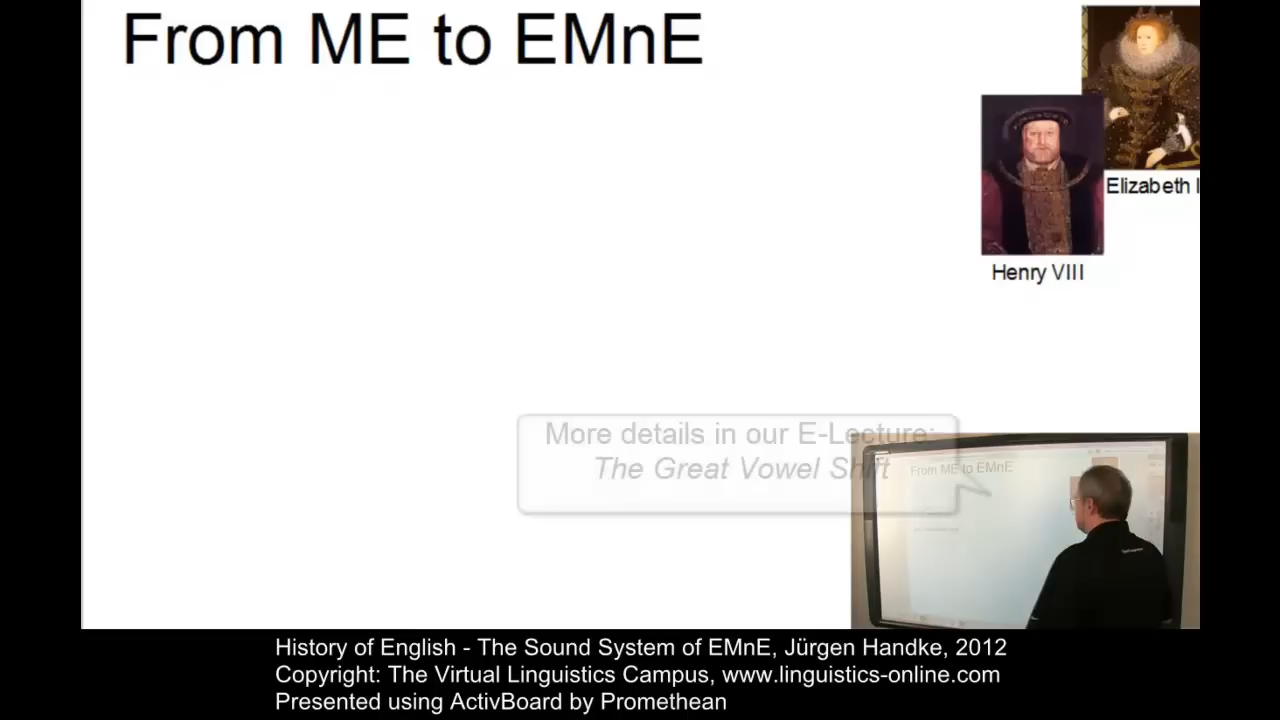 From ME to EMnE
Elizabeth I
Henry VIII
More details in our E-Lecture:
The Great Vowel Shift
From ME to EMnE
History of English - The Sound System of EMnE, Jürgen Handke, 2012
Copyright: The Virtual Linguistics Campus, www.linguistics-online.com
Presented using ActivBoard by Promethean